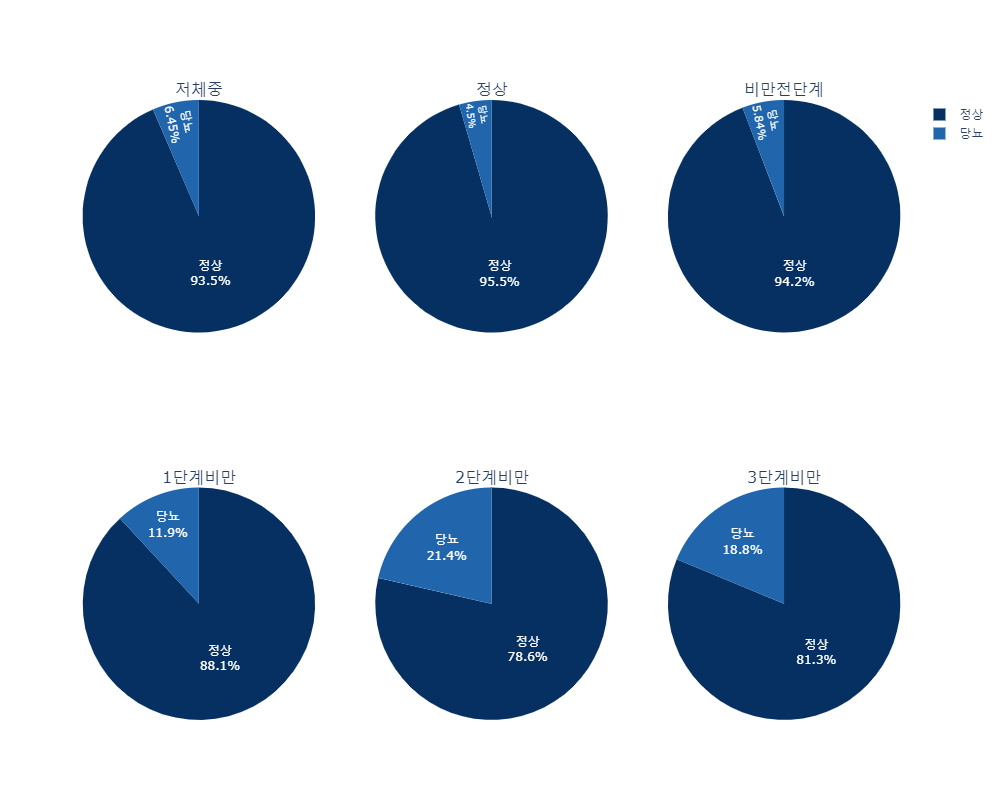 저체중
정상
비만전단계
정상
당뇨
당뇨
6.45%
정상
93.5%
당뇨
4.5%
정상
95.5%
당뇨
5.84%
정상
94.2%
1단계비만
2단계비만
3단계비만
당뇨
11.9%
정상
88.1%
당뇨
21.4%
정상
78.6%
당뇨
18.8%
정상
81.3%